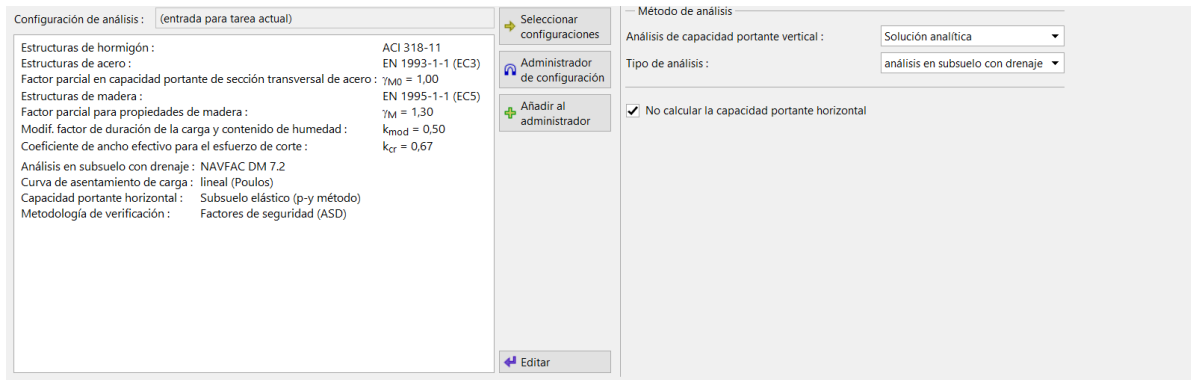 Configuración de análisis : (entrada para tarea actual)
Estructuras de hormigón : ACI 318-11
Estructuras de acero : EN 1993-1-1 (EC3)
Factor parcial en capacidad portante de sección transversal de acero : γM0 = 1,00
Estructuras de madera : EN 1995-1-1 (EC5)
Factor parcial para propiedades de madera : γM = 1,30
Modif. factor de duración de la carga y contenido de humedad : kmod = 0,50
Coeficiente de ancho efectivo para el esfuerzo de corte : kcr = 0,67
Análisis en subsuelo con drenaje : NAVFAC DM 7.2
Curva de asentamiento de carga : lineal (Poulos)
Capacidad portante horizontal : Subsuelo elástico (p-y método)
Metodología de verificación : Factores de seguridad (ASD)
Seleccionar
configuraciones
Administrador
de configuración
Añadir al
administrador
Editar
Método de análisis
Análisis de capacidad portante vertical : Solución analítica
Tipo de análisis : análisis en subsuelo con drenaje
No calcular la capacidad portante horizontal